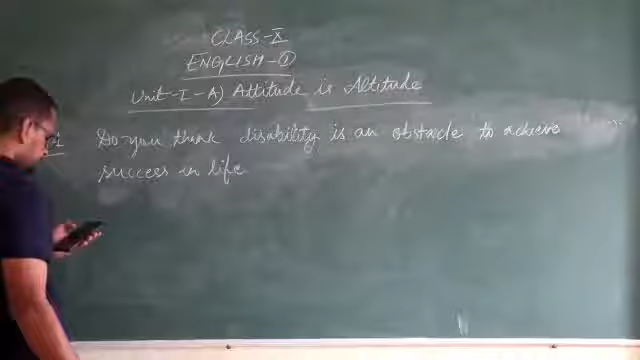 CLASS-X
ENGLISH-①
Unit-I-A) Attitude is Altitude
Q1 Do you think disability is an obstacle to achieve
success in life